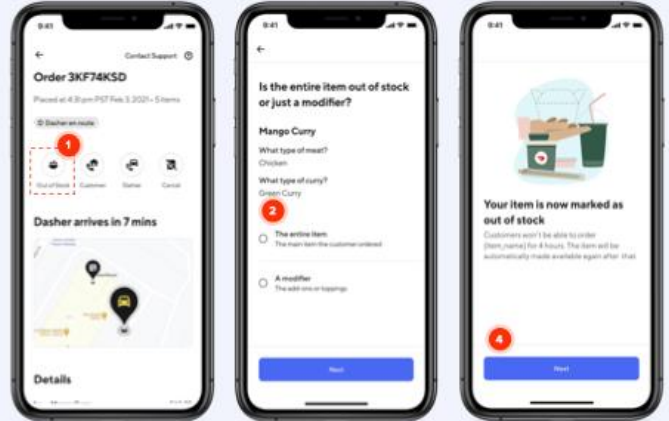 9:41
Contact Support
Order 3KF74KSD
Placed at 4:31 pm PST Feb 3, 2021 – 5 items
Dasher en route
1
Out of Stock
Customer
Dasher
Cancel
Dasher arrives in 7 mins
Details
9:41
Is the entire item out of stock
or just a modifier?
Mango Curry
What type of meat?
Chicken
What type of curry?
Green Curry
2
The entire item
The main item the customer ordered
A modifier
The add-ons or toppings
Next
9:41
Your item is now marked as
out of stock
Customers won't be able to order
[item_name] for 4 hours. The item will be
automatically made available again after that
4
Next